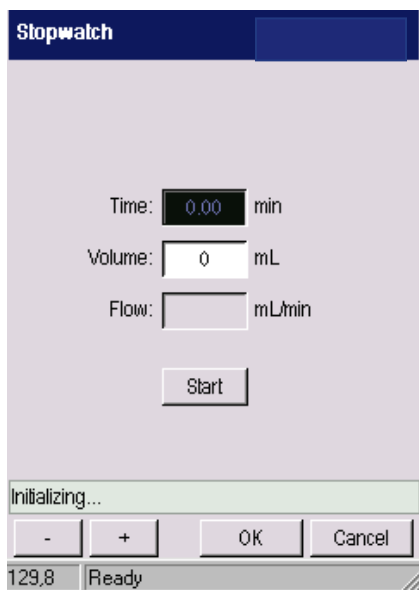 Stopwatch
Time: 0.00 min
Volume: 0 mL
Flow: mL/min
Start
Initializing...
- + OK Cancel
129,8 Ready